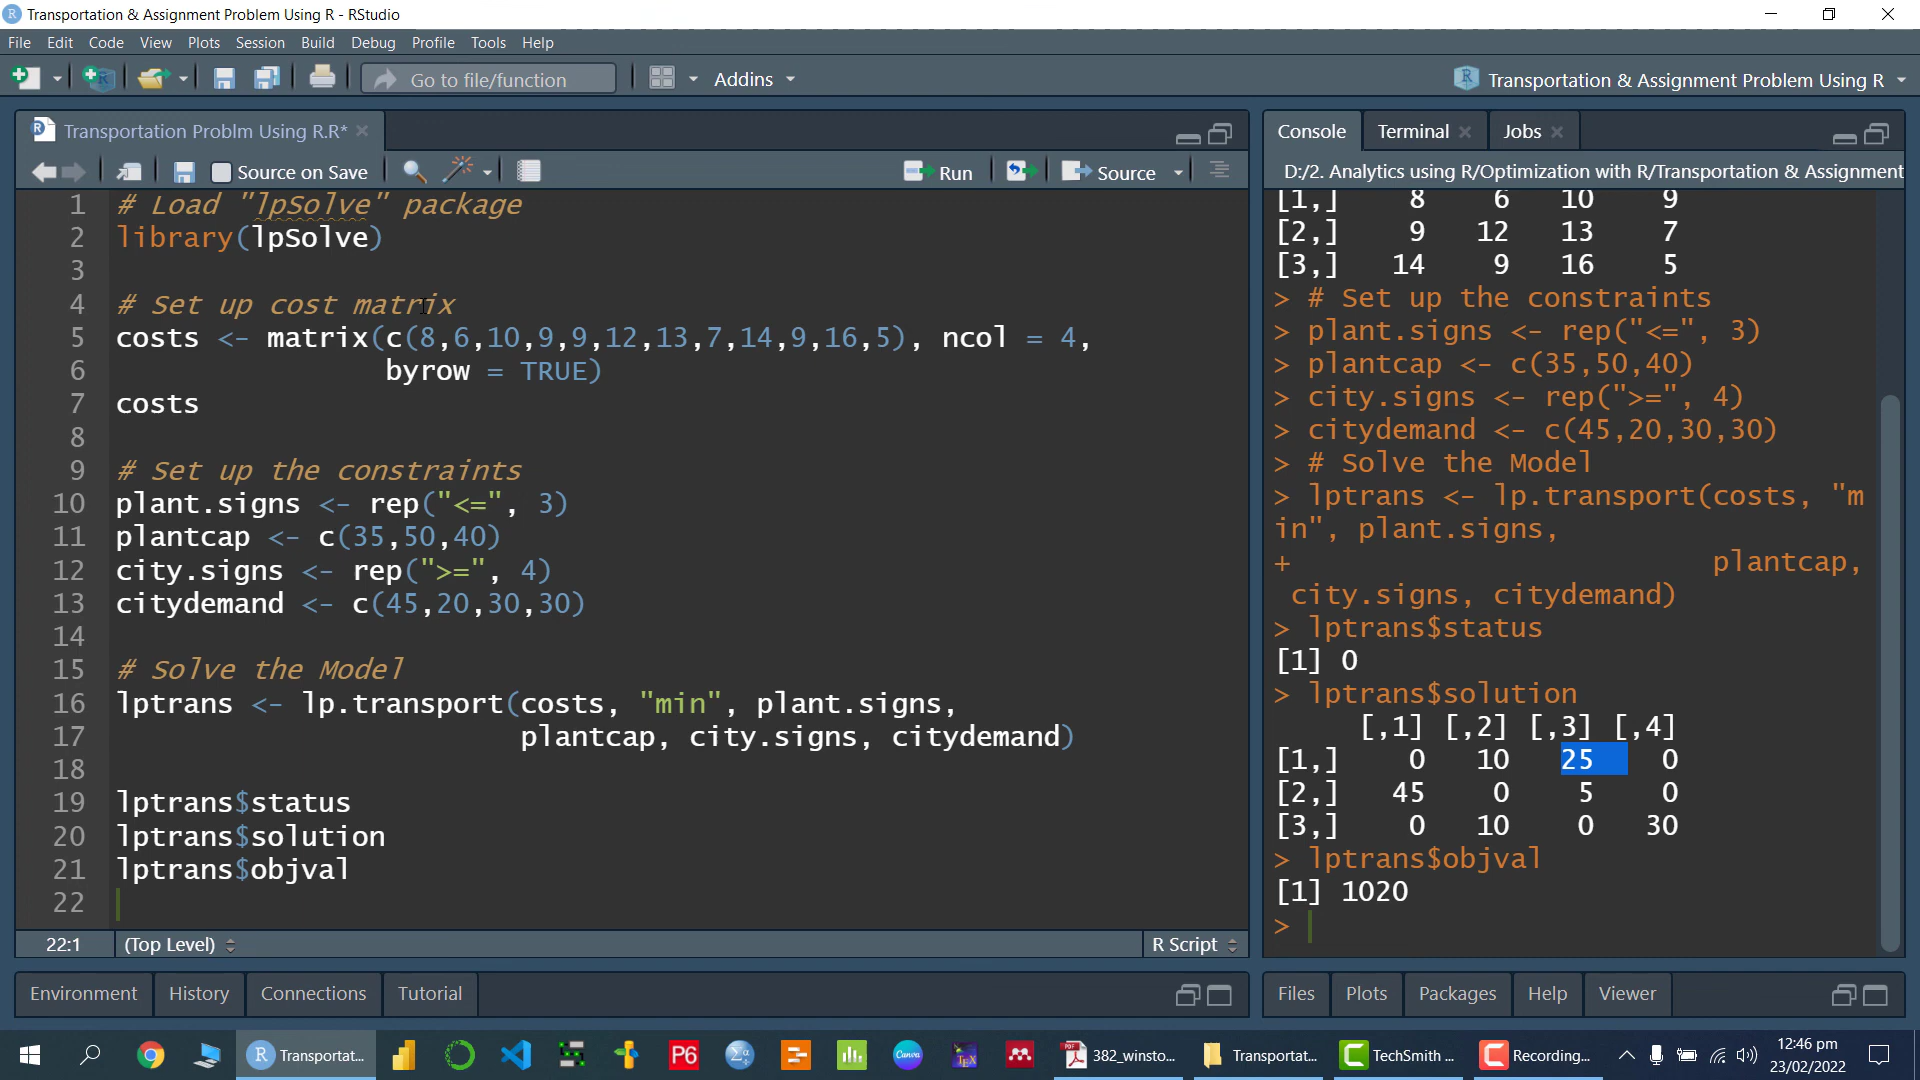 Transportation & Assignment Problem Using R - RStudio
File Edit Code View Plots Session Build Debug Profile Tools Help
Go to file/function Addins Transportation & Assignment Problem Using R
Transportation Problm Using R.R*
Source on Save Run Source
1 # Load "lpSolve" package
2 library(lpSolve)
3
4 # Set up cost matrix
5 costs <- matrix(c(8,6,10,9,9,12,13,7,14,9,16,5), ncol = 4,
6 byrow = TRUE)
7 costs
8
9 # Set up the constraints
10 plant.signs <- rep("<=", 3)
11 plantcap <- c(35,50,40)
12 city.signs <- rep(">=", 4)
13 citydemand <- c(45,20,30,30)
14
15 # Solve the Model
16 lptrans <- lp.transport(costs, "min", plant.signs,
17 plantcap, city.signs, citydemand)
18
19 lptrans$status
20 lptrans$solution
21 lptrans$objval
22
22:1 (Top Level) R Script
Environment History Connections Tutorial
Console Terminal Jobs
D:/2. Analytics using R/Optimization with R/Transportation & Assignment
[1,] 8 6 10 9
[2,] 9 12 13 7
[3,] 14 9 16 5
> # Set up the constraints
> plant.signs <- rep("<=", 3)
> plantcap <- c(35,50,40)
> city.signs <- rep(">=", 4)
> citydemand <- c(45,20,30,30)
> # Solve the Model
> lptrans <- lp.transport(costs, "m
in", plant.signs,
+ plantcap,
city.signs, citydemand)
> lptrans$status
[1] 0
> lptrans$solution
[,1] [,2] [,3] [,4]
[1,] 0 10 25 0
[2,] 45 0 5 0
[3,] 0 10 0 30
> lptrans$objval
[1] 1020
>
Files Plots Packages Help Viewer
Transportat... P6 Canva TEX 382_winsto... Transportat... TechSmith ... Recording...
12:46 pm
23/02/2022